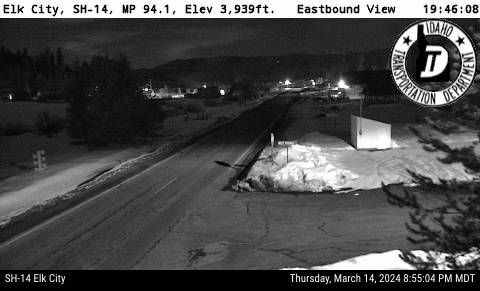 Elk City, SH-14, MP 94.1, Elev 3,939ft. Eastbound View 19:46:08
IDAHO
TRANSPORTATION DEPARTMENT
SH-14 Elk City Thursday, March 14, 2024 8:55:04 PM MDT